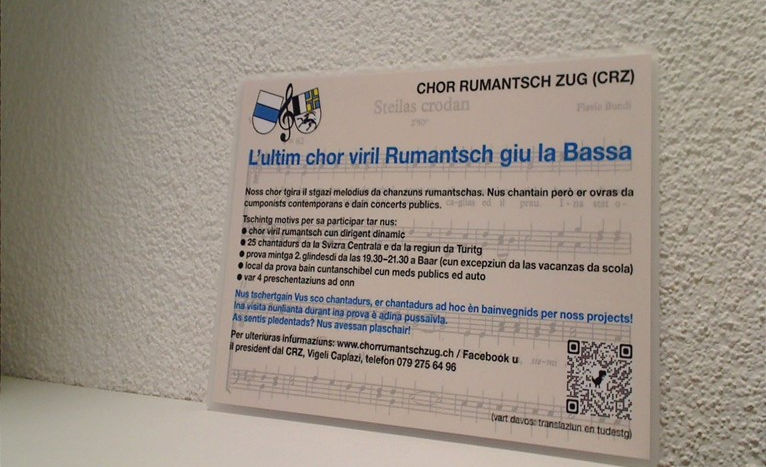 CHOR RUMANTSCH ZUG (CRZ)
Steilas crodan
Flavio Bundi
L'ultim chor viril Rumantsch giu la Bassa
Noss chor tgira il stgazi melodius da chanzuns rumantschas. Nus chantain però er ovras da
cumponists contemporans e dain concerts publics.
Tschintg motivs per sa participar tar nus:
● chor viril rumantsch cun dirigent dinamic
● 25 chantadurs da la Svizra Centrala e da la regiun da Turitg
● prova mintga 2. glindesdi da las 19.30–21.30 a Baar (cun excepziun da las vacanzas da scola)
● local da prova bain cuntanschibel cun meds publics ed auto
● var 4 preschentaziuns ad onn
Nus tschertgain Vus sco chantadurs, er chantadurs ad hoc èn bainvegnids per noss projects!
Ina visita nunlianta durant ina prova è adina pussaivla.
As sentis pledentads? Nus avessan plaschair!
Per ulteriuras infurmaziuns: www.chorrumantschzug.ch / Facebook u
il president dal CRZ, Vigeli Caplazi, telefon 079 275 64 96
(vart davos: translaziun en tudestg)